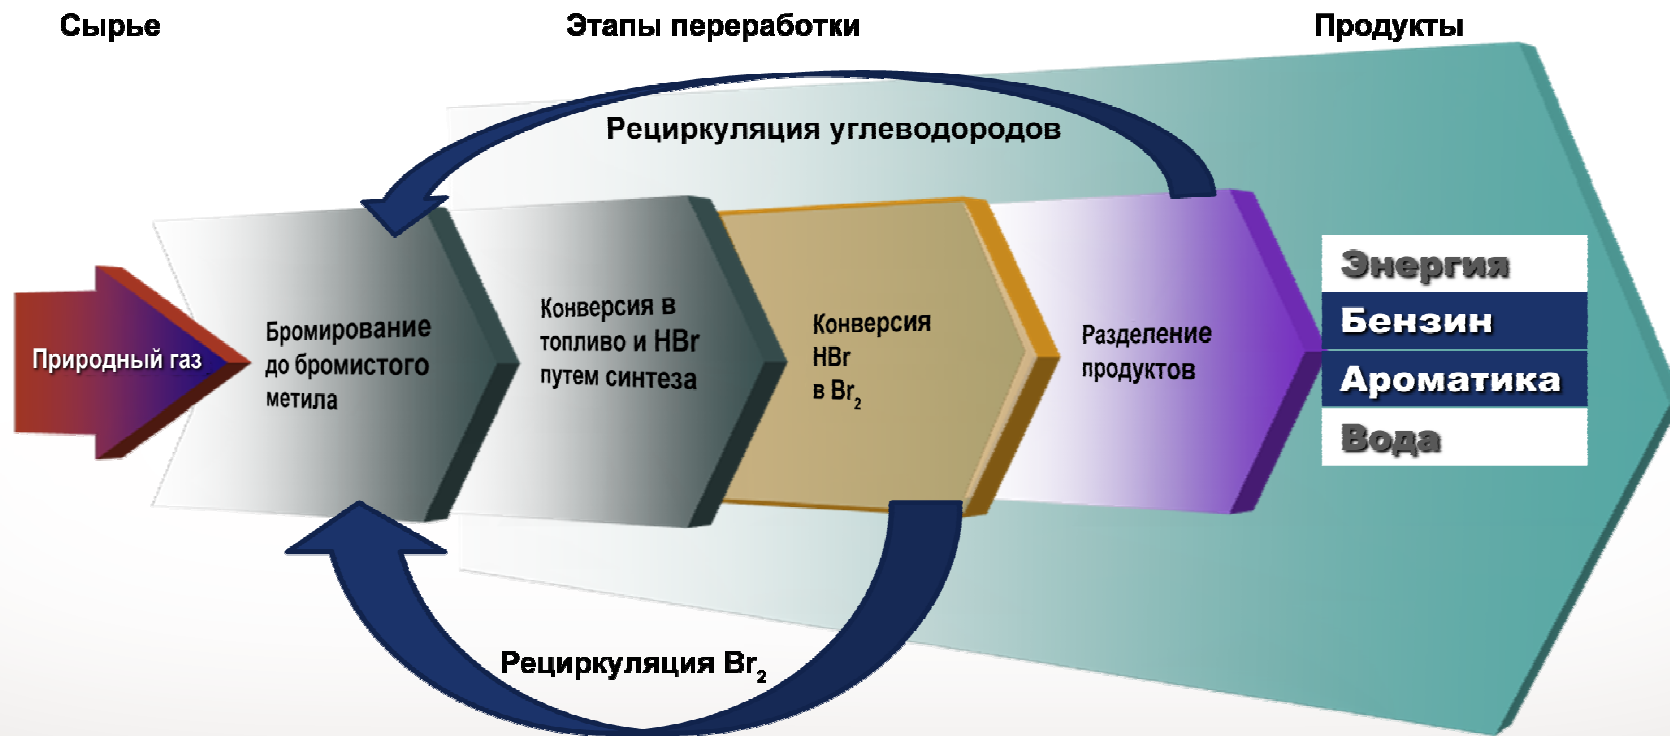 Сырье
Этапы переработки
Продукты
Рециркуляция углеводородов
Природный газ
Бромирование
до бромистого
метила
Конверсия в
топливо и HBr
путем синтеза
Конверсия
HBr
в Br₂
Разделение
продуктов
Энергия
Бензин
Ароматика
Вода
Рециркуляция Br₂